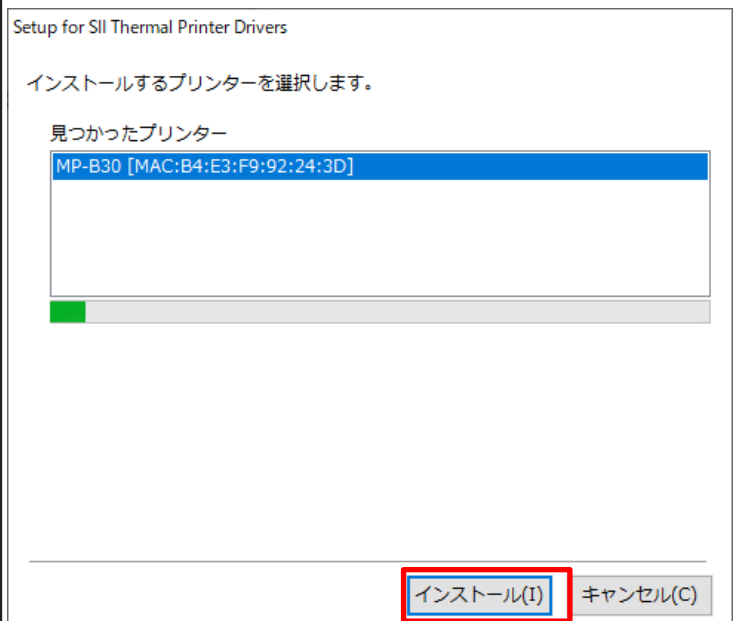 Setup for SII Thermal Printer Drivers
インストールするプリンターを選択します。
見つかったプリンター
MP-B30 [MAC:B4:E3:F9:92:24:3D]
インストール(I) キャンセル(C)